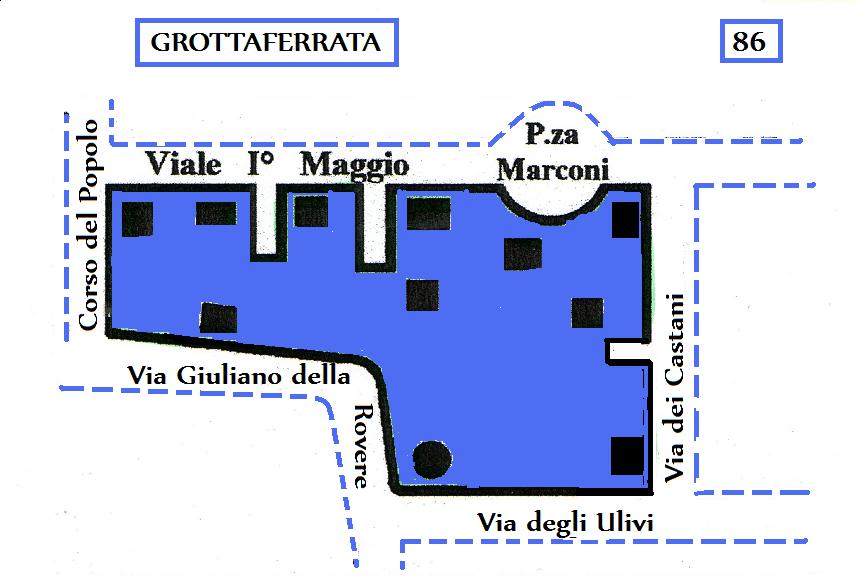 GROTTAFERRATA
86
P.za
Marconi
Viale I° Maggio
Corso del Popolo
Via Giuliano della
Rovere
Via dei Castani
Via degli Ulivi